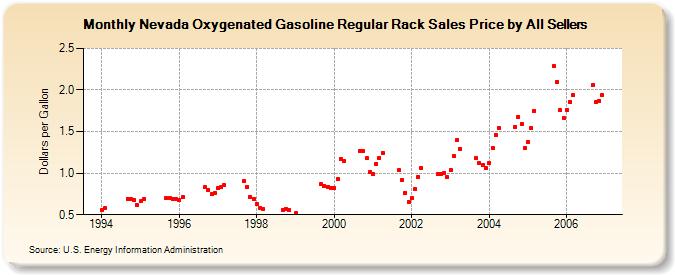 Monthly Nevada Oxygenated Gasoline Regular Rack Sales Price by All Sellers
Dollars per Gallon
2.5
2.0
1.5
1.0
0.5
1994 1996 1998 2000 2002 2004 2006
Source: U.S. Energy Information Administration